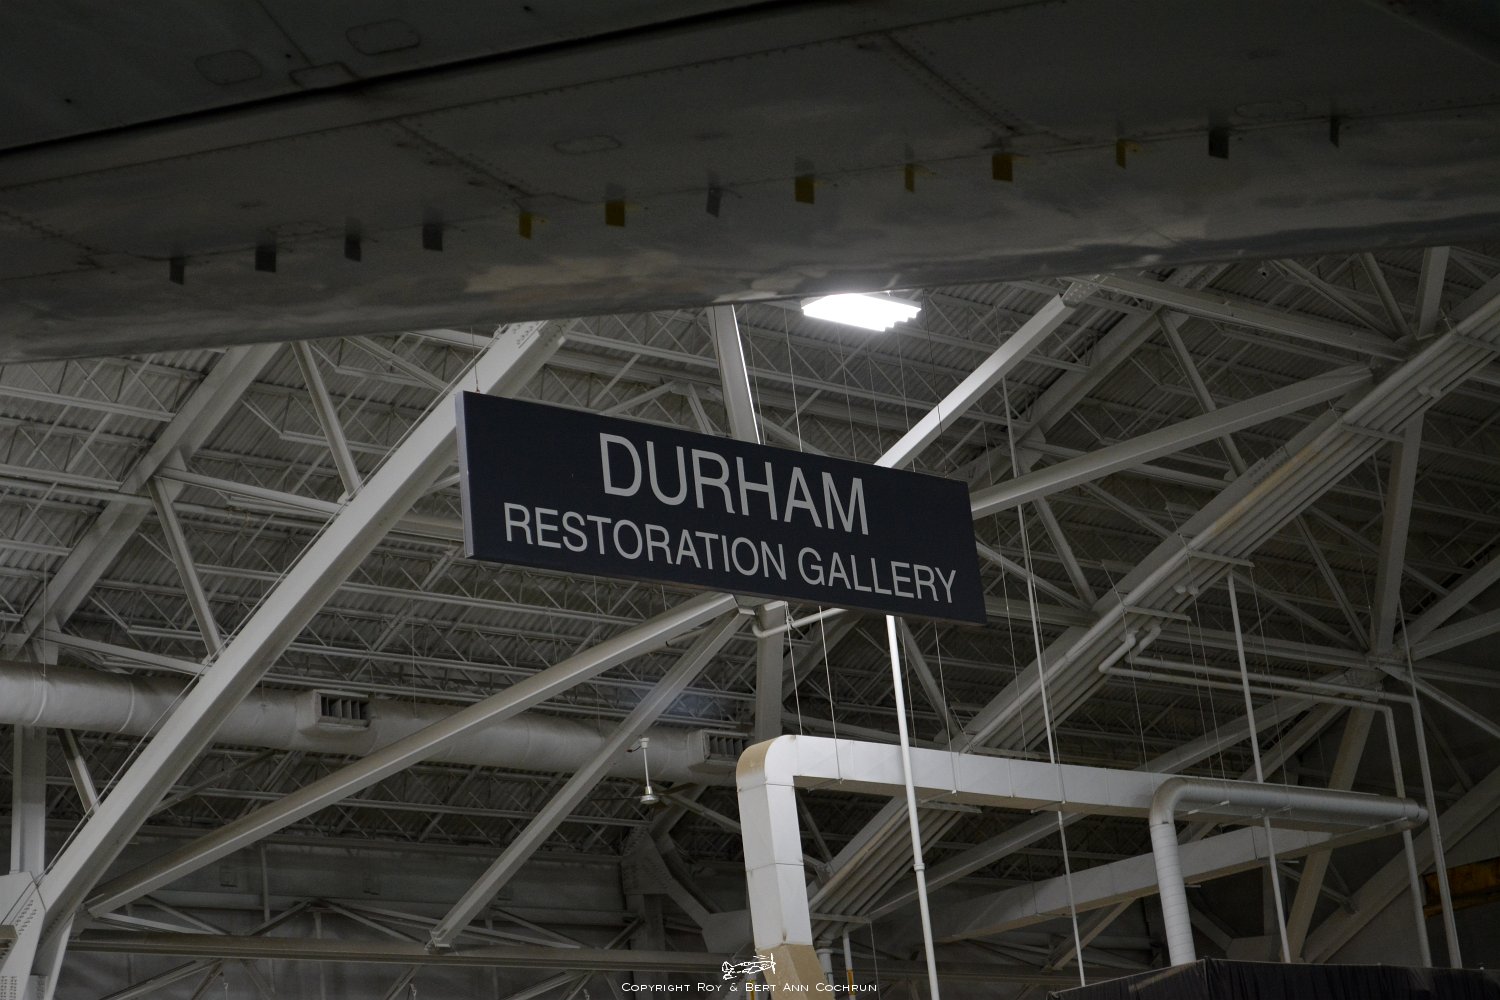 DURHAM
RESTORATION GALLERY
Copyright Roy & Bert Ann Cochrun